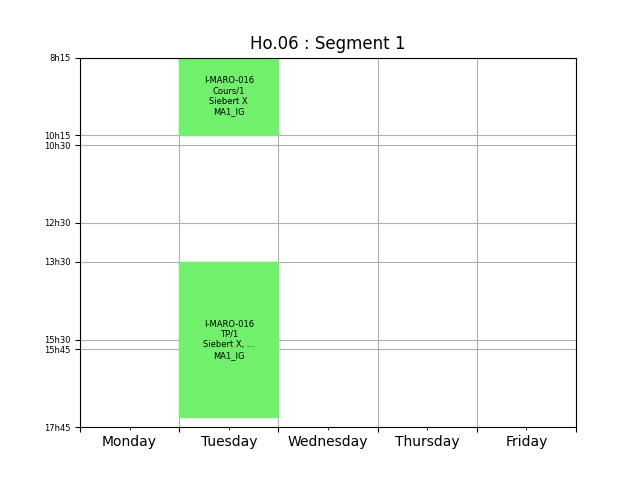 Ho.06 : Segment 1
8h15
I-MARO-016
Cours/1
Siebert X
MA1_IG
10h15
10h30
12h30
13h30
I-MARO-016
TP/1
Siebert X, ...
MA1_IG
15h30
15h45
17h45
Monday Tuesday Wednesday Thursday Friday